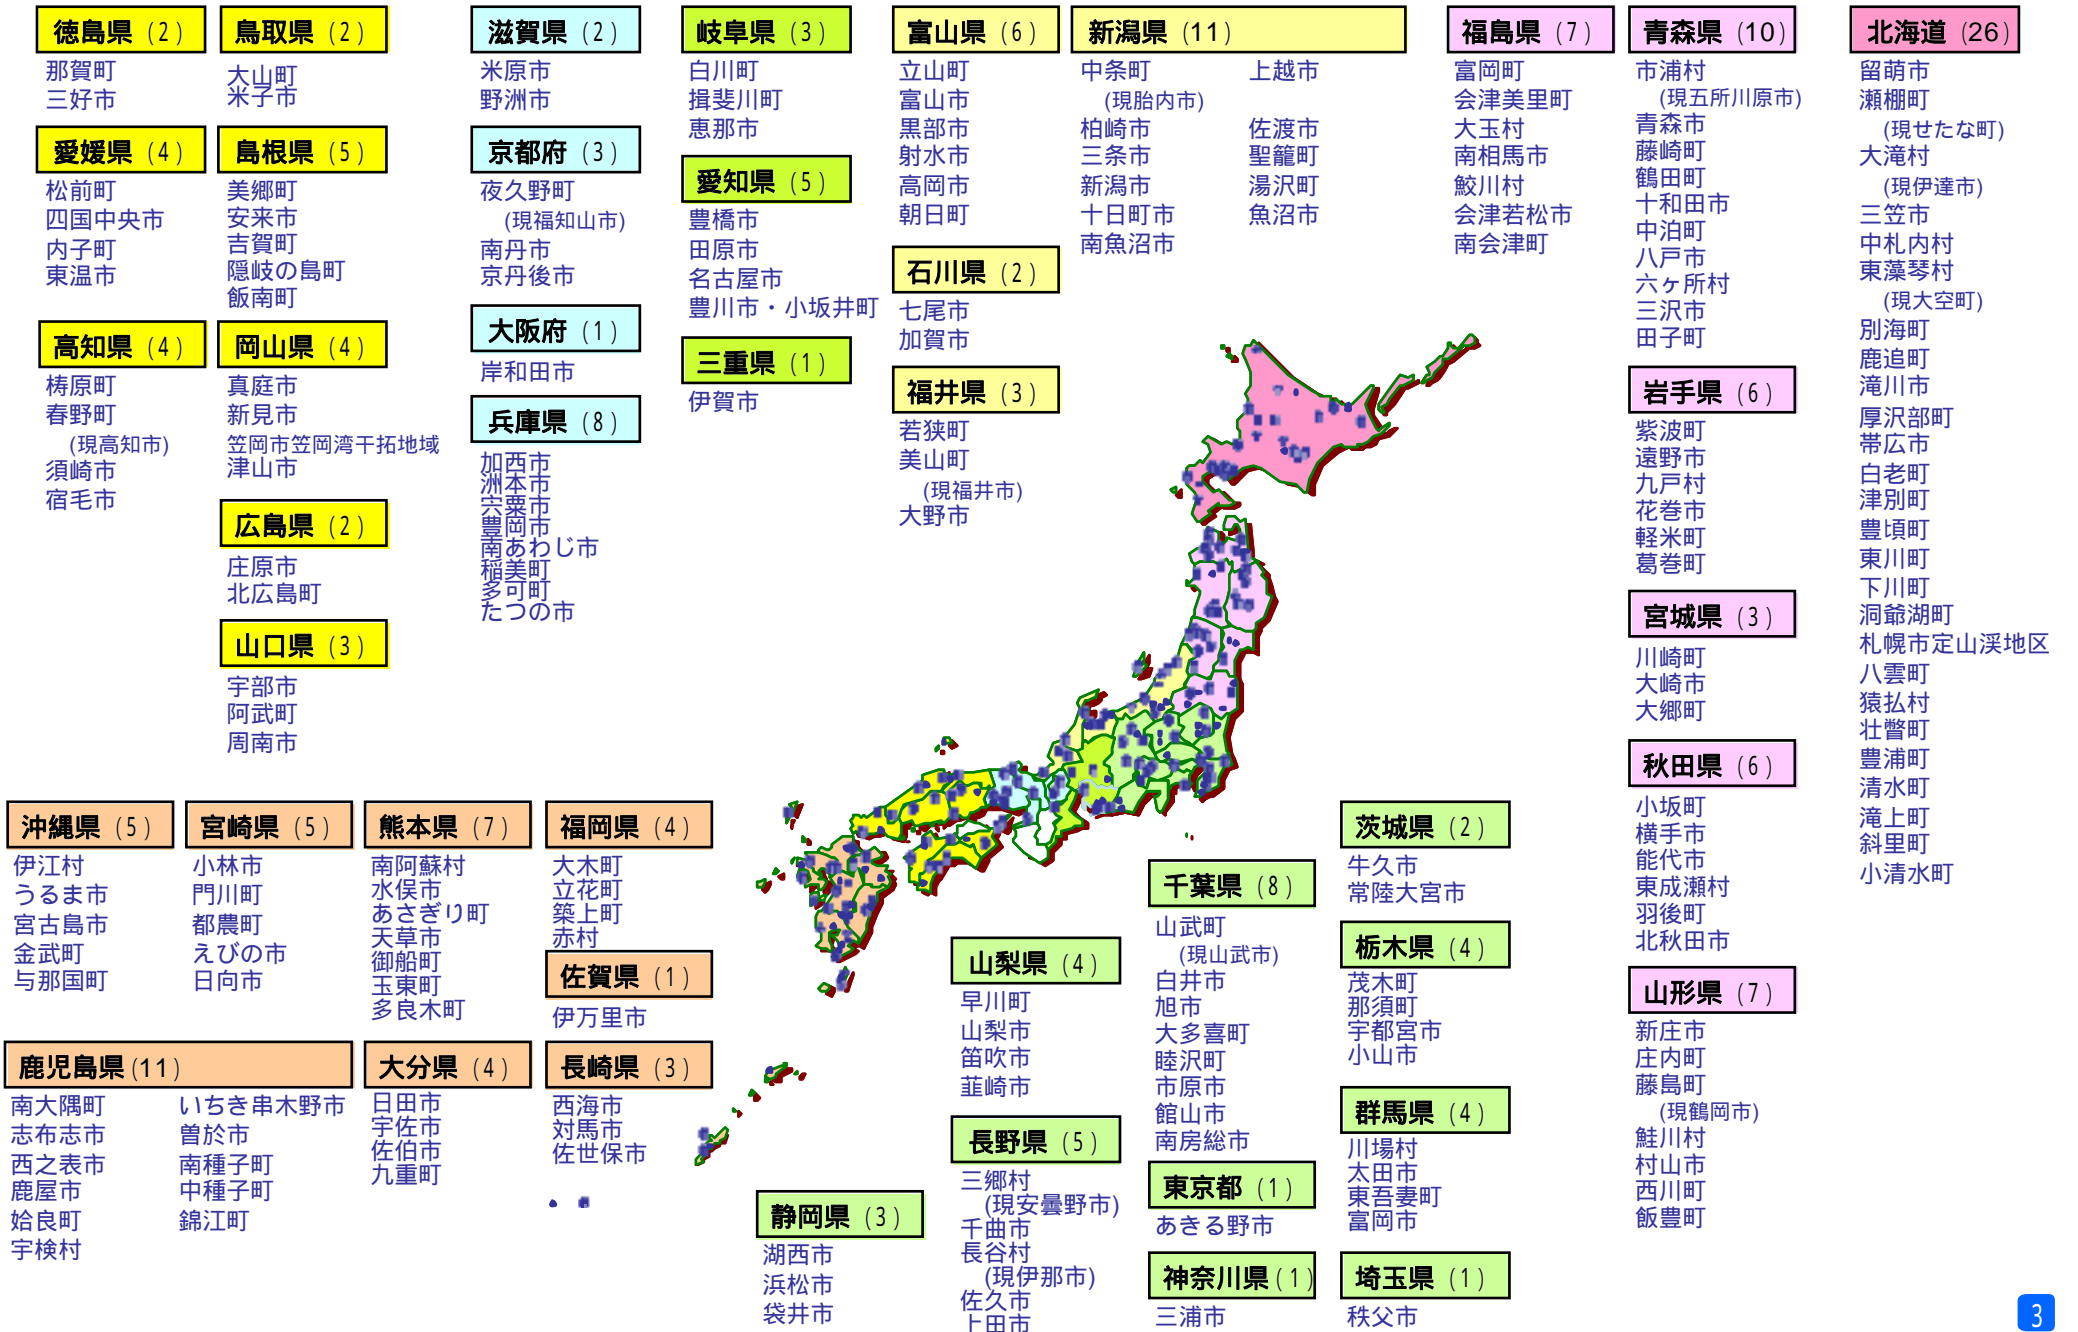 徳島県 (2)
那賀町
三好市
鳥取県 (2)
大山町
米子市
愛媛県 (4)
松前町
四国中央市
内子町
東温市
島根県 (5)
美郷町
安来市
吉賀町
隠岐の島町
飯南町
高知県 (4)
梼原町
春野町
(現高知市)
須崎市
宿毛市
岡山県 (4)
真庭市
新見市
笠岡市笠岡湾干拓地域
津山市
広島県 (2)
庄原市
北広島町
山口県 (3)
宇部市
阿武町
周南市
滋賀県 (2)
米原市
野洲市
京都府 (3)
夜久野町
(現福知山市)
南丹市
京丹後市
大阪府 (1)
岸和田市
兵庫県 (8)
加西市
洲本市
宍粟市
豊岡市
南あわじ市
稲美町
多可町
たつの市
岐阜県 (3)
白川町
揖斐川町
恵那市
愛知県 (5)
豊橋市
田原市
名古屋市
豊川市・小坂井町
三重県 (1)
伊賀市
富山県 (6)
立山町
富山市
黒部市
射水市
高岡市
朝日町
石川県 (2)
七尾市
加賀市
福井県 (3)
若狭町
美山町
(現福井市)
大野市
新潟県 (11)
中条町
(現胎内市)
柏崎市
三条市
新潟市
十日町市
南魚沼市
上越市
佐渡市
聖籠町
湯沢町
魚沼市
福島県 (7)
富岡町
会津美里町
大玉村
南相馬市
鮫川村
会津若松市
南会津町
青森県 (10)
市浦村
(現五所川原市)
青森市
藤崎町
鶴田町
十和田市
中泊町
八戸市
六ヶ所村
三沢市
田子町
岩手県 (6)
紫波町
遠野市
九戸村
花巻市
軽米町
葛巻町
宮城県 (3)
川崎町
大崎市
大郷町
秋田県 (6)
小坂町
横手市
能代市
東成瀬村
羽後町
北秋田市
山形県 (7)
新庄市
庄内町
藤島町
(現鶴岡市)
鮭川村
村山市
西川町
飯豊町
北海道 (26)
留萌市
瀬棚町
(現せたな町)
大滝村
(現伊達市)
三笠市
中札内村
東藻琴村
(現大空町)
別海町
鹿追町
滝川市
厚沢部町
帯広市
白老町
津別町
豊頃町
東川町
下川町
洞爺湖町
札幌市定山渓地区
八雲町
猿払村
壮瞥町
豊浦町
清水町
滝上町
斜里町
小清水町
沖縄県 (5)
伊江村
うるま市
宮古島市
金武町
与那国町
宮崎県 (5)
小林市
門川町
都農町
えびの市
日向市
熊本県 (7)
南阿蘇村
水俣市
あさぎり町
天草市
御船町
玉東町
多良木町
福岡県 (4)
大木町
立花町
築上町
赤村
佐賀県 (1)
伊万里市
鹿児島県 (11)
南大隅町
志布志市
西之表市
鹿屋市
姶良町
宇検村
いちき串木野市
曽於市
南種子町
中種子町
錦江町
大分県 (4)
日田市
宇佐市
佐伯市
九重町
長崎県 (3)
西海市
対馬市
佐世保市
静岡県 (3)
湖西市
浜松市
袋井市
山梨県 (4)
早川町
山梨市
笛吹市
韮崎市
長野県 (5)
三郷村
(現安曇野市)
千曲市
長谷村
(現伊那市)
佐久市
上田市
千葉県 (8)
山武町
(現山武市)
白井市
旭市
大多喜町
睦沢町
市原市
館山市
南房総市
東京都 (1)
あきる野市
神奈川県 (1)
三浦市
茨城県 (2)
牛久市
常陸大宮市
栃木県 (4)
茂木町
那須町
宇都宮市
小山市
群馬県 (4)
川場村
太田市
東吾妻町
富岡市
埼玉県 (1)
秩父市
3